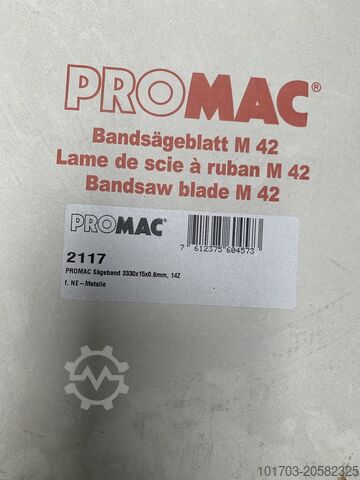 PROMAC®
Bandsägeblatt M 42
Lame de scie à ruban M 42
Bandsaw blade M 42
PROMAC®
7 612375 604573
2117
PROMAC Sägeband 3330x15x0.6mm, 14Z
f. NE-Metalle
101703-20582325